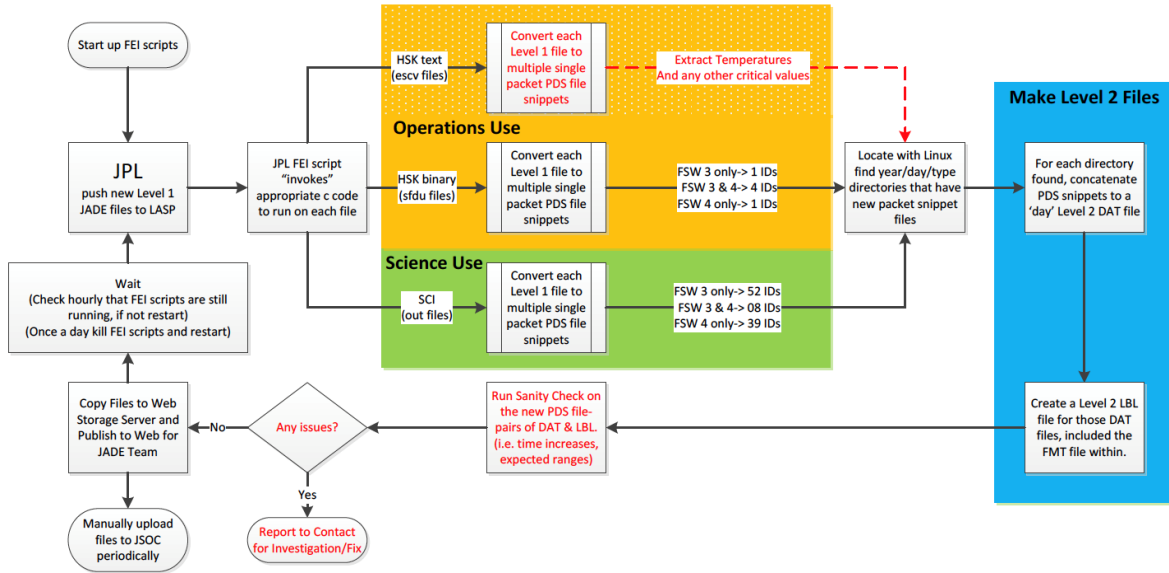 Start up FEI scripts
JPL
push new Level 1
JADE files to LASP
JPL FEI script
“invokes”
appropriate c code
to run on each file
HSK text
(escv files)
Convert each
Level 1 file to
multiple single
packet PDS file
snippets
Extract Temperatures
And any other critical values
Operations Use
HSK binary
(sfdu files)
Convert each
Level 1 file to
multiple single
packet PDS file
snippets
FSW 3 only-> 1 IDs
FSW 3 & 4-> 4 IDs
FSW 4 only-> 1 IDs
Science Use
SCI
(out files)
Convert each
Level 1 file to
multiple single
packet PDS file
snippets
FSW 3 only-> 52 IDs
FSW 3 & 4-> 08 IDs
FSW 4 only-> 39 IDs
Locate with Linux
find year/day/type
directories that have
new packet snippet
files
Make Level 2 Files
For each directory
found, concatenate
PDS snippets to a
‘day’ Level 2 DAT file
Create a Level 2 LBL
file for those DAT
files, included the
FMT file within.
Run Sanity Check on
the new PDS file-
pairs of DAT & LBL.
(i.e. time increases,
expected ranges)
Any issues?
No
Yes
Report to Contact
for Investigation/Fix
Copy Files to Web
Storage Server and
Publish to Web for
JADE Team
Manually upload
files to JSOC
periodically
Wait
(Check hourly that FEI scripts are still
running, if not restart)
(Once a day kill FEI scripts and restart)